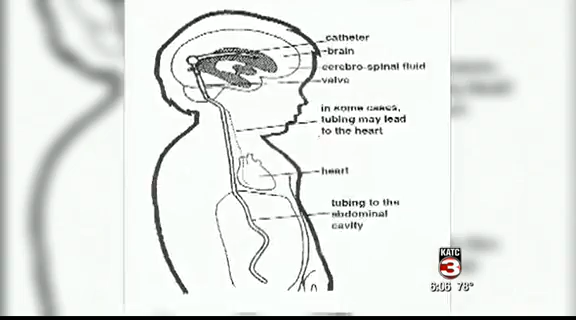 catheter
brain
cerebro-spinal fluid
valve
in some cases,
tubing may lead
to the heart
heart
tubing to the
abdominal
cavity
KATC
3
6:06 78°